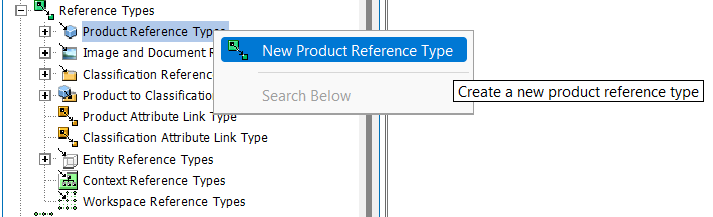 Reference Types
Product Reference Types
New Product Reference Type
Image and Document R
Classification Reference
Search Below
Create a new product reference type
Product to Classification
Product Attribute Link Type
Classification Attribute Link Type
Entity Reference Types
Context Reference Types
Workspace Reference Types